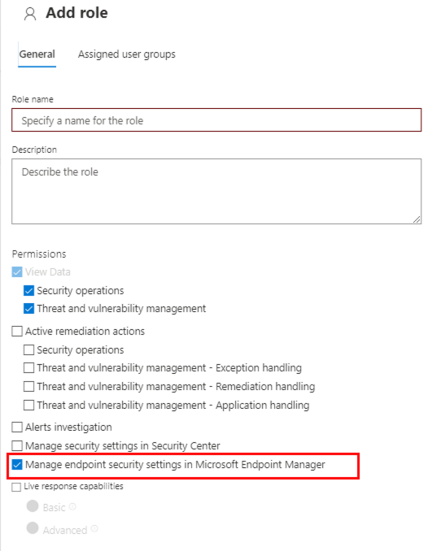 Add role
General Assigned user groups
Role name
Specify a name for the role
Description
Describe the role
Permissions
View Data
Security operations
Threat and vulnerability management
Active remediation actions
Security operations
Threat and vulnerability management - Exception handling
Threat and vulnerability management - Remediation handling
Threat and vulnerability management - Application handling
Alerts investigation
Manage security settings in Security Center
Manage endpoint security settings in Microsoft Endpoint Manager
Live response capabilities
Basic
Advanced